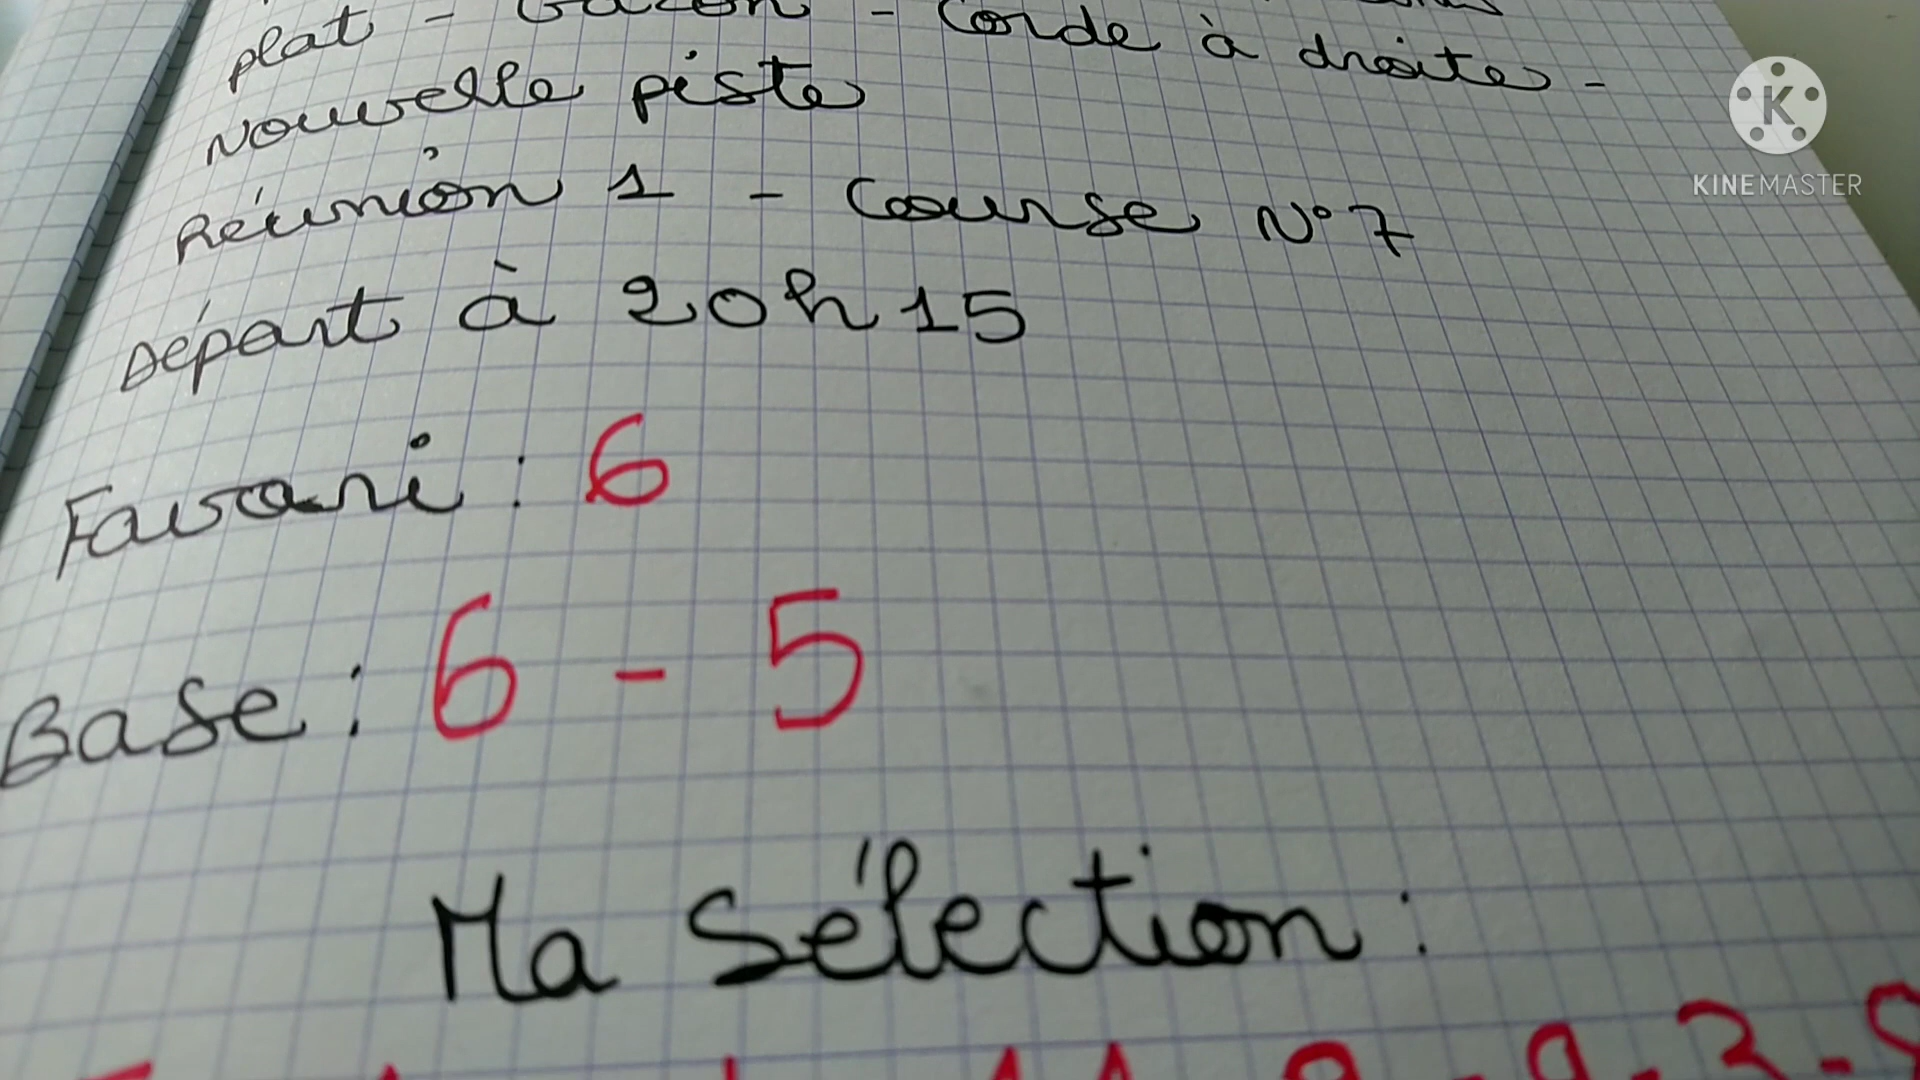 plat - Gazon - Corde à droite -
Nouvelle piste
Réunion 1 - Course N°7
Départ à 20h15
Favori : 6
Base : 6 - 5
Ma Sélection :
KINEMASTER